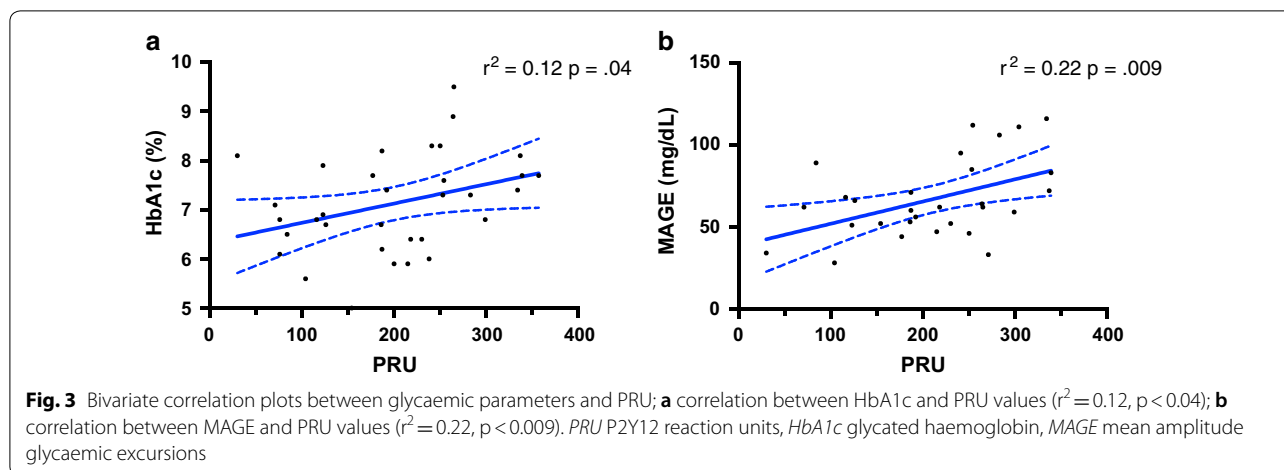 a
r² = 0.12 p = .04
10
9
8
7
6
5
HbA1c (%)
0
100
200
300
400
PRU
b
r² = 0.22 p = .009
150
100
50
0
MAGE (mg/dL)
0
100
200
300
400
PRU
Fig. 3 Bivariate correlation plots between glycaemic parameters and PRU; a correlation between HbA1c and PRU values (r² = 0.12, p < 0.04); b
correlation between MAGE and PRU values (r² = 0.22, p < 0.009). PRU P2Y12 reaction units, HbA1c glycated haemoglobin, MAGE mean amplitude
glycaemic excursions